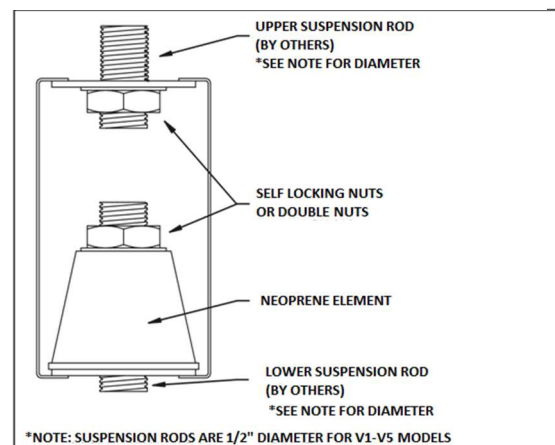 UPPER SUSPENSION ROD
(BY OTHERS)
*SEE NOTE FOR DIAMETER
SELF LOCKING NUTS
OR DOUBLE NUTS
NEOPRENE ELEMENT
LOWER SUSPENSION ROD
(BY OTHERS)
*SEE NOTE FOR DIAMETER
*NOTE: SUSPENSION RODS ARE 1/2" DIAMETER FOR V1-V5 MODELS